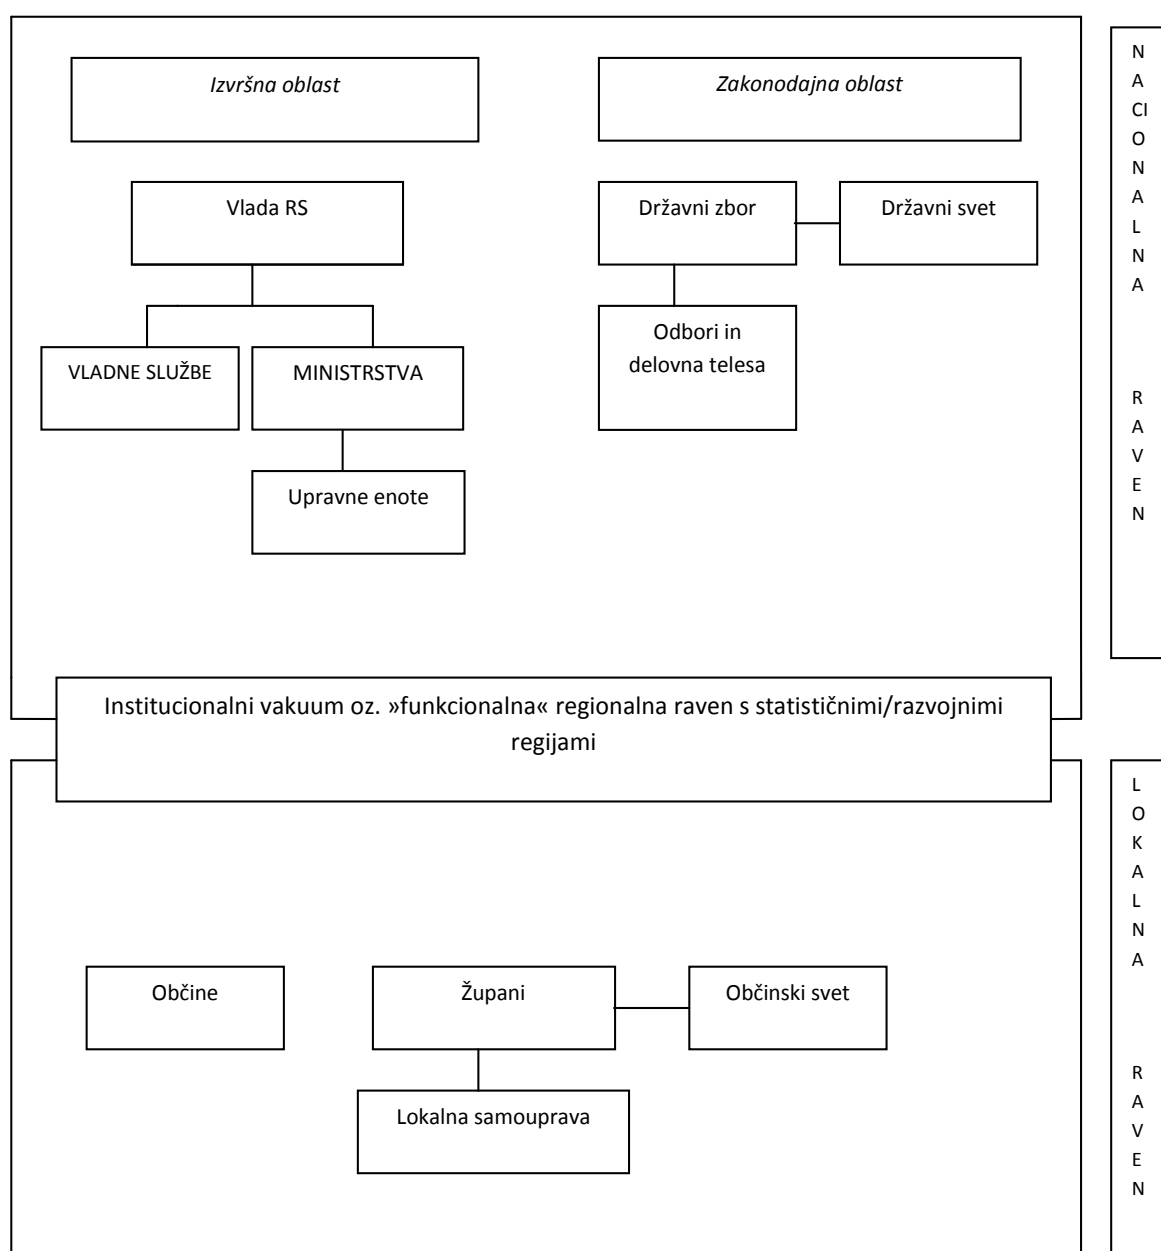 Izvršna oblast
Zakonodajna oblast
Vlada RS
Državni zbor
Državni svet
VLADNE SLUŽBE
MINISTRSTVA
Odbori in
delovna telesa
Upravne enote
N
A
CI
O
N
A
L
N
A
R
A
V
E
N
Institucionalni vakuum oz. »funkcionalna« regionalna raven s statističnimi/razvojnimi
regijami
Občine
Župani
Občinski svet
Lokalna samouprava
L
O
K
A
L
N
A
R
A
V
E
N